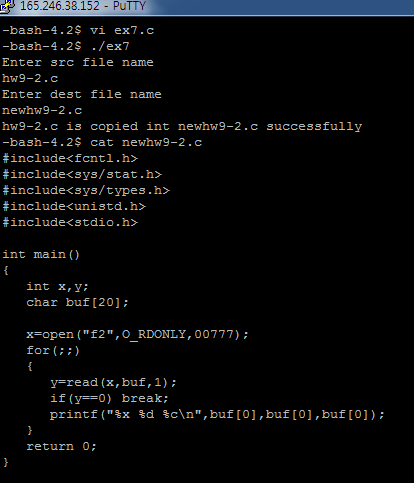 165.246.38.152 - PuTTY
-bash-4.2$ vi ex7.c
-bash-4.2$ ./ex7
Enter src file name
hw9-2.c
Enter dest file name
newhw9-2.c
hw9-2.c is copied int newhw9-2.c successfully
-bash-4.2$ cat newhw9-2.c
#include<fcntl.h>
#include<sys/stat.h>
#include<sys/types.h>
#include<unistd.h>
#include<stdio.h>

int main()
{
   int x,y;
   char buf[20];

   x=open("f2",O_RDONLY,00777);
   for(;;)
   {
      y=read(x,buf,1);
      if(y==0) break;
      printf("%x %d %c\n",buf[0],buf[0],buf[0]);
   }
   return 0;
}